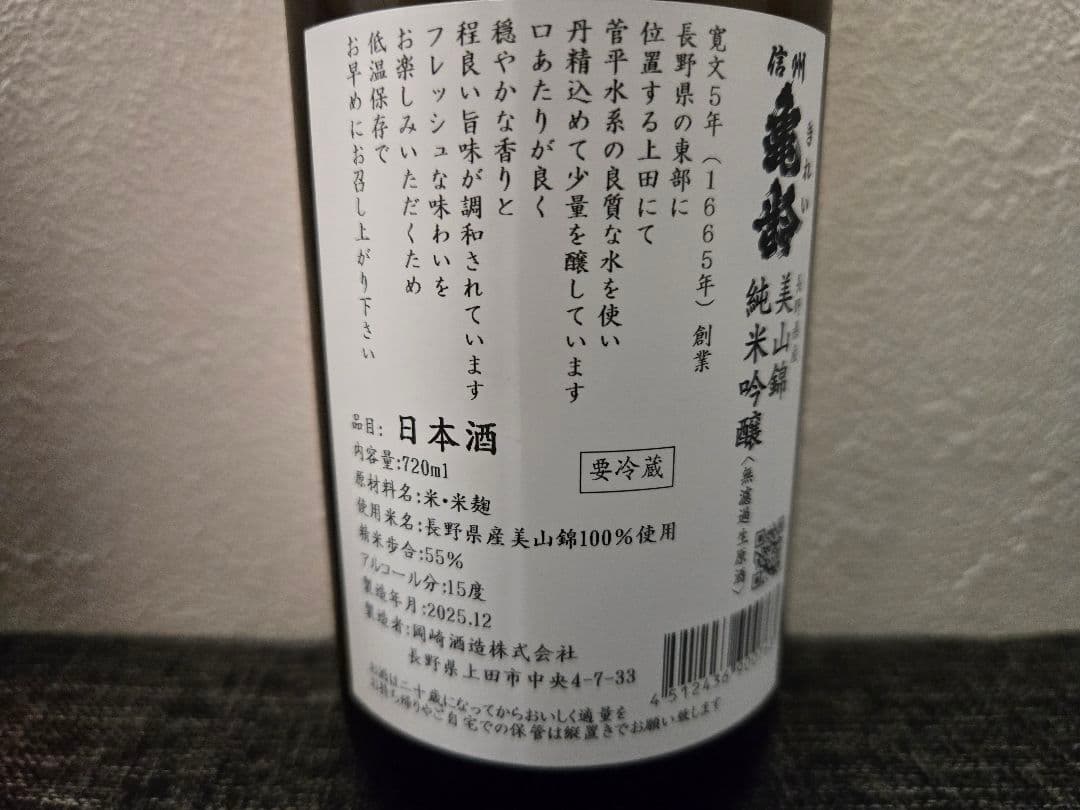 信州
亀齢
きれい
長野県産
美山錦
純米吟醸
(無濾過生原酒)
寛文5年(1665年)創業
長野県の東部に
位置する上田にて
菅平水系の良質な水を使い
丹精込めて少量を醸しています
口あたりが良く
穏やかな香りと
程良い旨味が調和されています
フレッシュな味わいを
お楽しみいただくため
低温保存で
お早めにお召し上がり下さい
要冷蔵
品目:日本酒
内容量:720ml
原材料名:米・米麹
使用米名:長野県産美山錦100%使用
精米歩合:55%
アルコール分:15度
製造年月:2025.12
製造者:岡崎酒造株式会社
長野県上田市中央4-7-33
お酒は二十歳になってからおいしく適量を
お持ち帰りやご自宅での保管は縦置きでお願い致します
4 512436